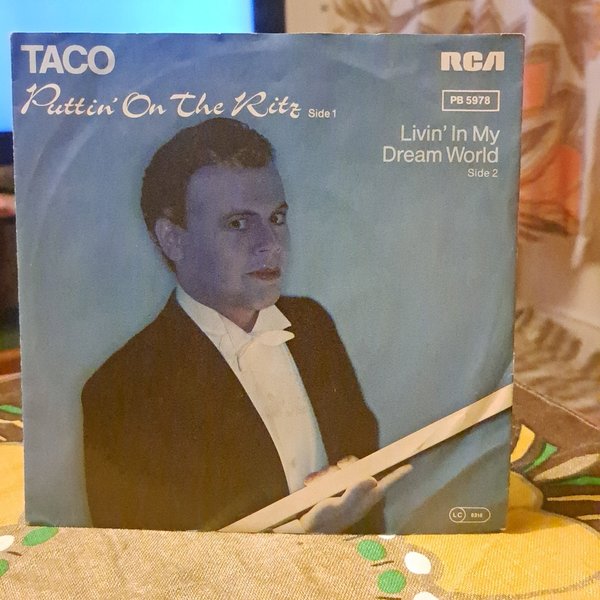 TACO
RCA
Puttin' On The Ritz Side 1
PB 5978
Livin' In My
Dream World
Side 2
LC